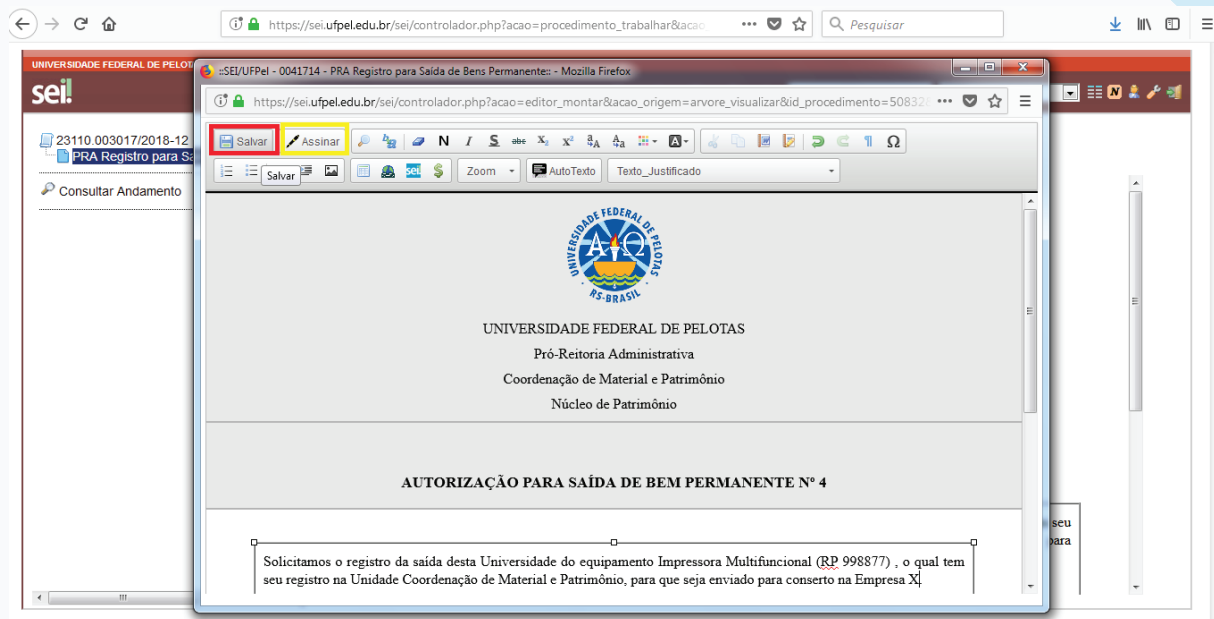 https://sei.ufpel.edu.br/sei/controlador.php?acao=procedimento_trabalhar&acao
Pesquisar
UNIVERSIDADE FEDERAL DE PELOT
sei!
::SEI/UFPel - 0041714 - PRA Registro para Saída de Bens Permanente:: - Mozilla Firefox
https://sei.ufpel.edu.br/sei/controlador.php?acao=editor_montar&acao_origem=arvore_visualizar&id_procedimento=50832
23110.003017/2018-12
PRA Registro para Sa
Consultar Andamento
Salvar Assinar N I S abc X₂ X² Ω
Salvar sei! $ Zoom AutoTexto Texto_Justificado
UNIVERSIDADE FEDERAL DE PELOTAS
ΑΩ
RS-BRASIL
UNIVERSIDADE FEDERAL DE PELOTAS
Pró-Reitoria Administrativa
Coordenação de Material e Patrimônio
Núcleo de Patrimônio
AUTORIZAÇÃO PARA SAÍDA DE BEM PERMANENTE Nº 4
Solicitamos o registro da saída desta Universidade do equipamento Impressora Multifuncional (RP 998877) , o qual tem
seu registro na Unidade Coordenação de Material e Patrimônio, para que seja enviado para conserto na Empresa X.
seu
para